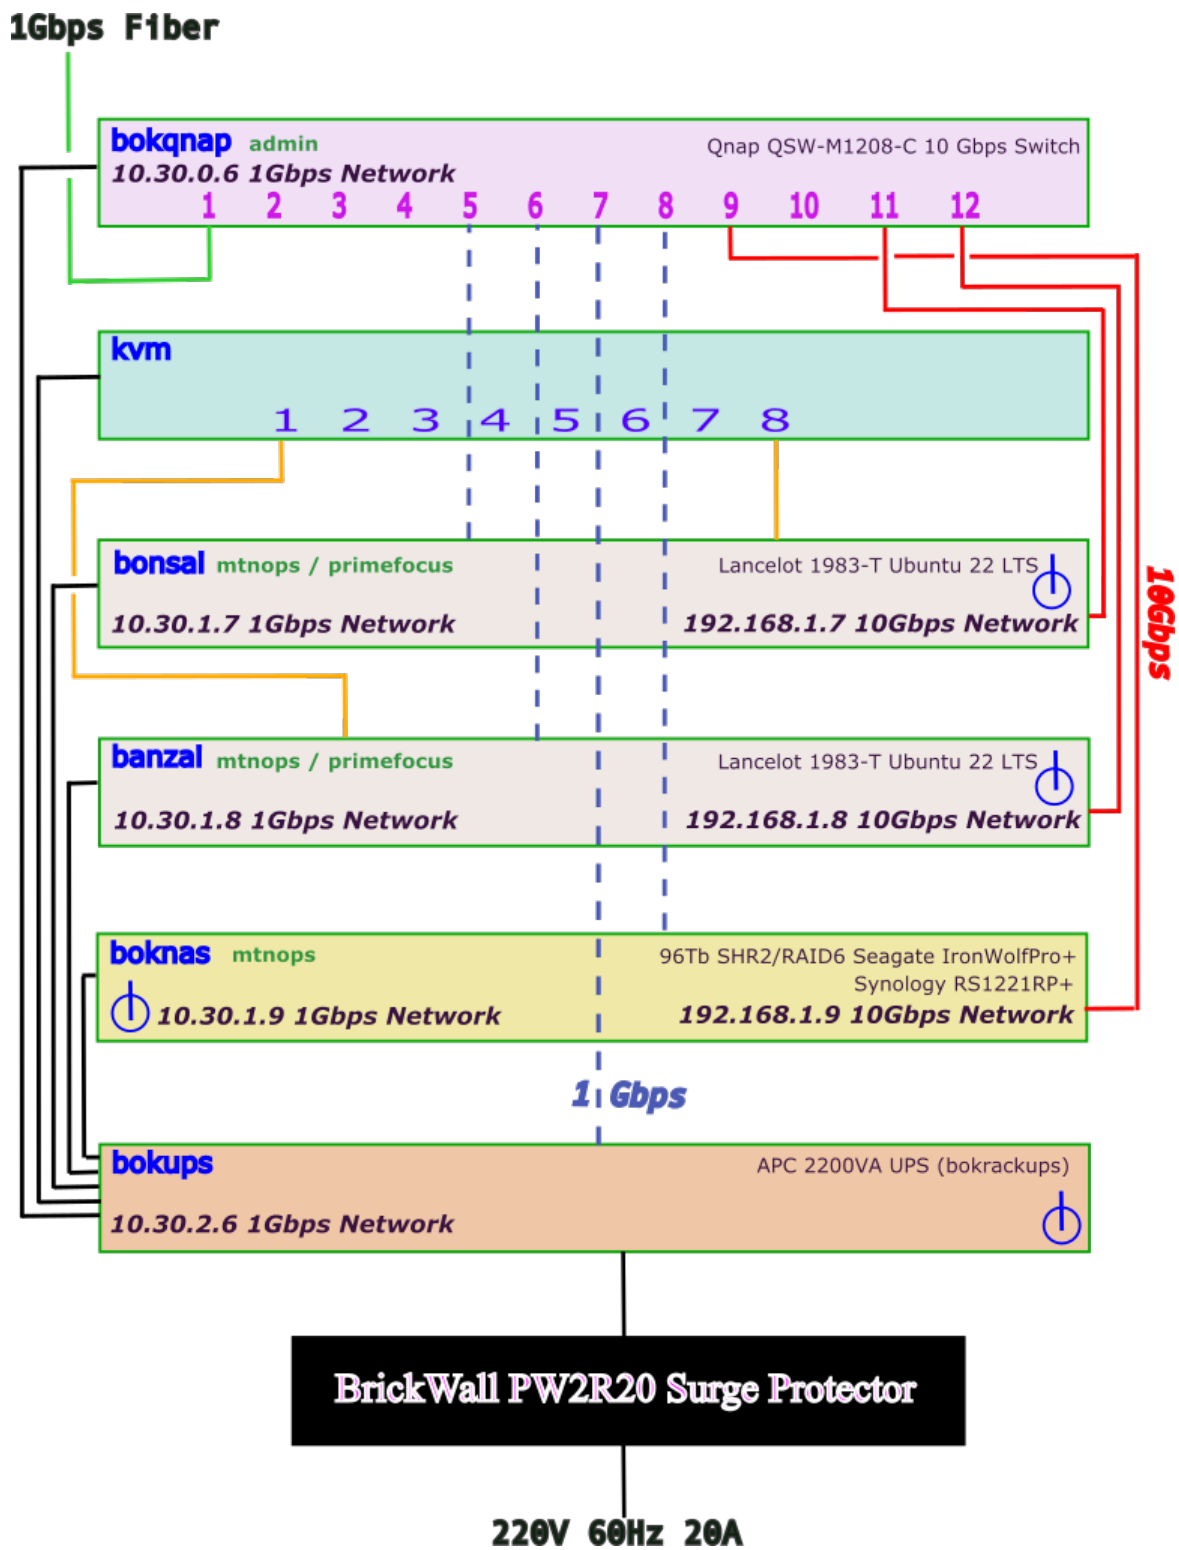 1Gbps Fiber
bokqnap admin
Qnap QSW-M1208-C 10 Gbps Switch
10.30.0.6 1Gbps Network
1 2 3 4 5 6 7 8 9 10 11 12
kvm
1 2 3 4 5 6 7 8
bonsai mtnops / primefocus
Lancelot 1983-T Ubuntu 22 LTS
10.30.1.7 1Gbps Network
192.168.1.7 10Gbps Network
10Gbps
banzai mtnops / primefocus
Lancelot 1983-T Ubuntu 22 LTS
10.30.1.8 1Gbps Network
192.168.1.8 10Gbps Network
boknas mtnops
96Tb SHR2/RAID6 Seagate IronWolfPro+
Synology RS1221RP+
10.30.1.9 1Gbps Network
192.168.1.9 10Gbps Network
1 Gbps
bokups
APC 2200VA UPS (bokrackups)
10.30.2.6 1Gbps Network
BrickWall PW2R20 Surge Protector
220V 60Hz 20A